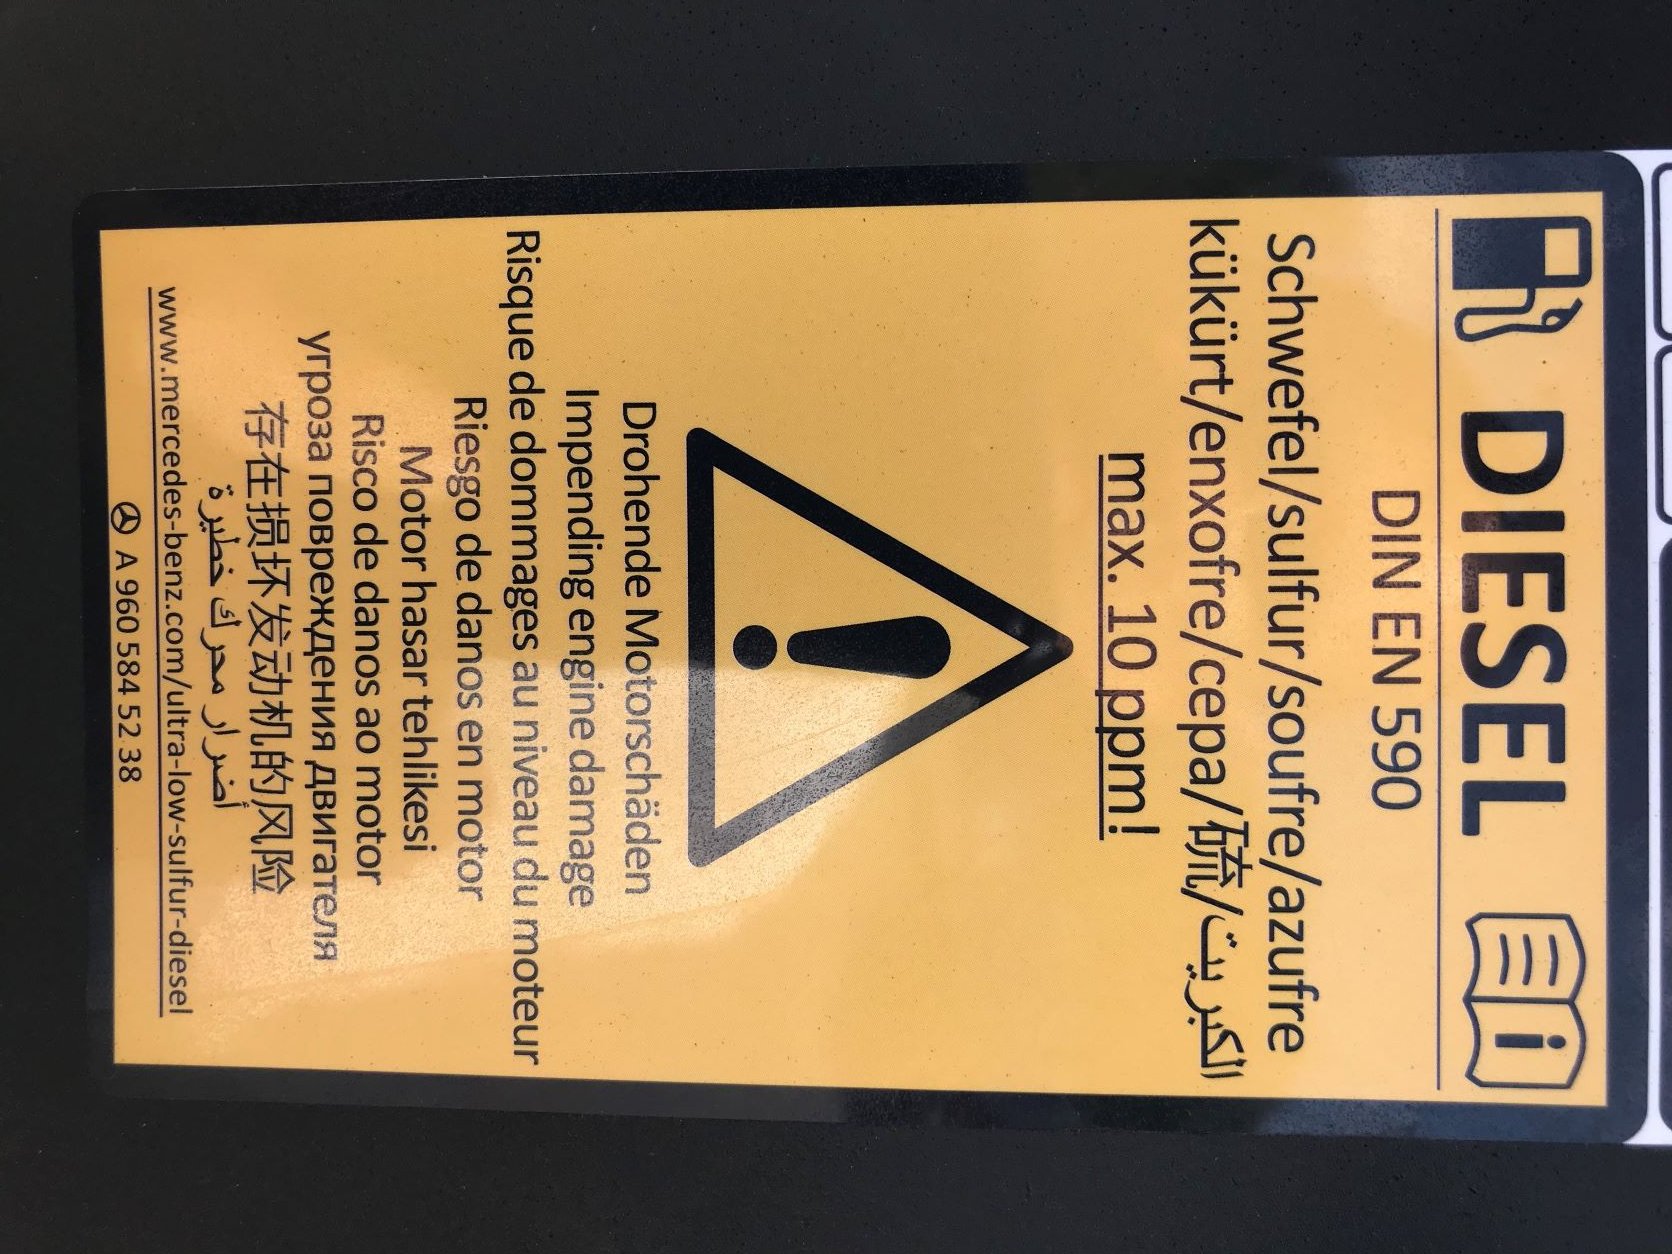 DIESEL
DIN EN 590
Schwefel/sulfur/soufre/azufre
kükürt/enxofre/сера/硫/الكبريت
max. 10 ppm!
Drohende Motorschäden
Impending engine damage
Risque de dommages au niveau du moteur
Riesgo de danos en motor
Motor hasar tehlikesi
Risco de danos ao motor
угроза повреждения двигателя
存在损坏发动机的风险
أضرار محرك خطيرة
www.mercedes-benz.com/ultra-low-sulfur-diesel
A 960 584 52 38